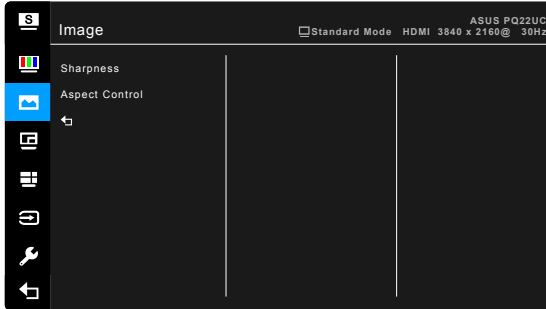 S
Image
ASUS PQ22UC
Standard Mode HDMI 3840 x 2160@ 30Hz
Sharpness
Aspect Control